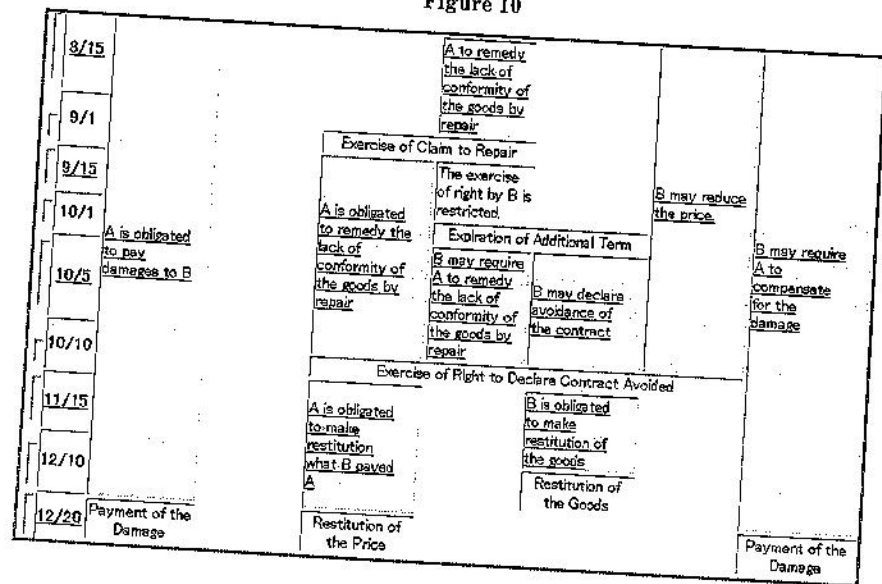 Figure 10
8/15
9/1
9/15
10/1
10/5
10/10
11/15
12/10
12/20
A is obligated
to pay
damages to B
Payment of the
Damage
A to remedy
the lack of
conformity of
the goods by
repair
Exercise of Claim to Repair
A is obligated
to remedy the
lack of
conformity of
the goods by
repair
The exercise
of right by B is
restricted.
Expiration of Additional Term
B may require
A to remedy
the lack of
conformity of
the goods by
repair
B may declare
avoidance of
the contract
B may reduce
the price.
B may require
A to
compensate
for the
damage
Exercise of Right to Declare Contract Avoided
A is obligated
to make
restitution
what B payed
A
Restitution of
the Price
B is obligated
to make
restitution of
the goods
Restitution of
the Goods
Payment of the
Damage